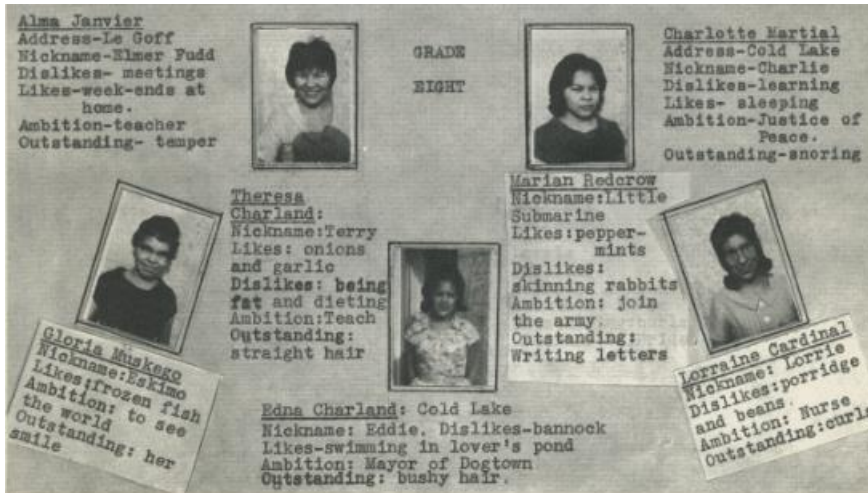 Alma Janvier
Address-Le Goff
Nickname-Elmer Fudd
Dislikes- meetings
Likes-week-ends at
home.
Ambition-teacher
Outstanding- temper
GRADE
EIGHT
Charlotte Martial
Address-Cold Lake
Nickname-Charlie
Dislikes-learning
Likes- sleeping
Ambition-Justice of
Peace.
Outstanding-snoring
Theresa
Charland:
Nickname:Terry
Likes: onions
and garlic
Dislikes: being
fat and dieting
Ambition:Teach
Outstanding:
straight hair
Marian Redcrow
Nickname:Little
Submarine
Likes:pepper-
mints
Dislikes:
skinning rabbits
Ambition: join
the army.
Outstanding:
Writing letters
Gloria Muskego
Nickname:Eskimo
Likes:frozen fish
Ambition: to see
the world
Outstanding: her
smile
Edna Charland: Cold Lake
Nickname: Eddie. Dislikes-bannock
Likes-swimming in lover's pond
Ambition: Mayor of Dogtown
Outstanding: bushy hair.
Lorraine Cardinal
Nickname: Lorrie
Dislikes:porridge
and beans.
Ambition: Nurse
Outstanding:curls